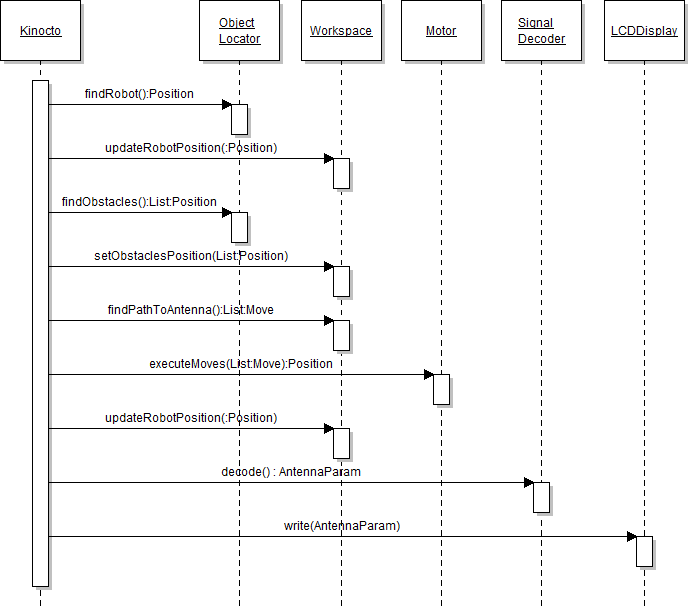 Kinocto
Object
Locator
Workspace
Motor
Signal
Decoder
LCDDisplay
findRobot():Position
updateRobotPosition(:Position)
findObstacles():List:Position
setObstaclesPosition(List:Position)
findPathToAntenna():List:Move
executeMoves(List:Move):Position
updateRobotPosition(:Position)
decode() : AntennaParam
write(AntennaParam)